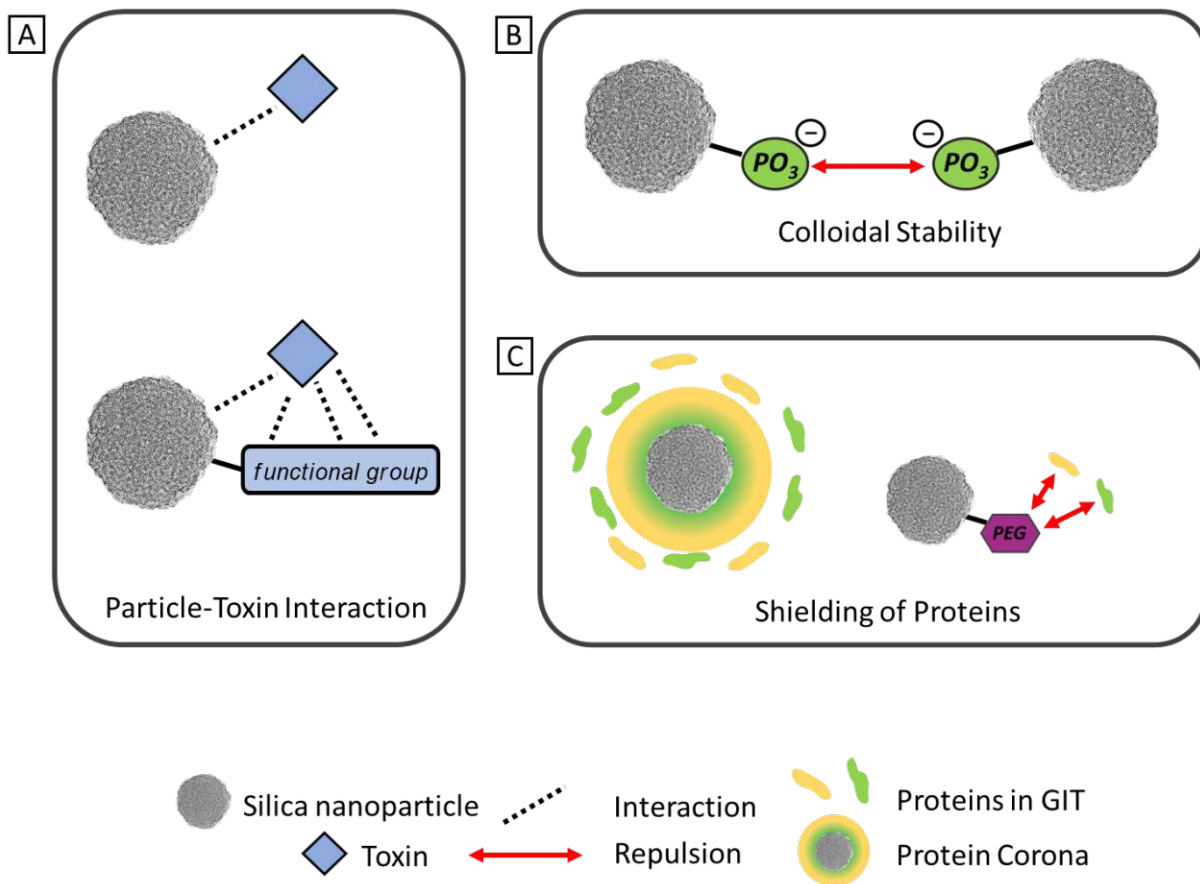 A
functional group
Particle-Toxin Interaction
B
− −
PO3 PO3
Colloidal Stability
C
PEG
Shielding of Proteins
Silica nanoparticle
Interaction
Proteins in GIT
Toxin
Repulsion
Protein Corona